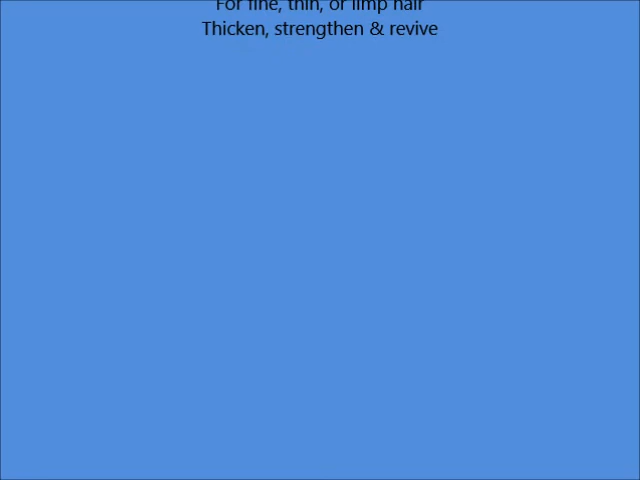 For fine, thin, or limp hair
Thicken, strengthen & revive